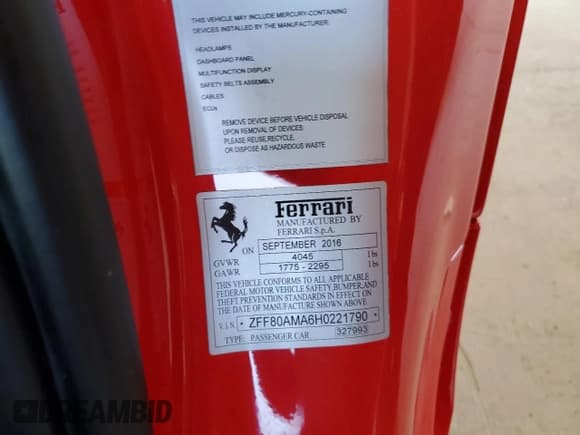 THIS VEHICLE MAY INCLUDE MERCURY-CONTAINING
DEVICES INSTALLED BY THE MANUFACTURER:
HEADLAMPS
DASHBOARD PANEL
MULTIFUNCTION DISPLAY
SAFETY BELTS ASSEMBLY
CABLES
ECUs
REMOVE DEVICE BEFORE VEHICLE DISPOSAL
UPON REMOVAL OF DEVICES:
PLEASE REUSE,RECYCLE,
OR DISPOSE AS HAZARDOUS WASTE
Ferrari
MANUFACTURED BY
FERRARI S.p.A.
ON SEPTEMBER 2016
GVWR 4045 lbs
GAWR 1775 - 2295 lbs
THIS VEHICLE CONFORMS TO ALL APPLICABLE
FEDERAL MOTOR VEHICLE SAFETY,BUMPER,AND
THEFT PREVENTION STANDARDS IN EFFECT ON
THE DATE OF MANUFACTURE SHOWN ABOVE
V.I.N. • ZFF80AMA6H0221790 •
TYPE: PASSENGER CAR 327993
DREAMBID